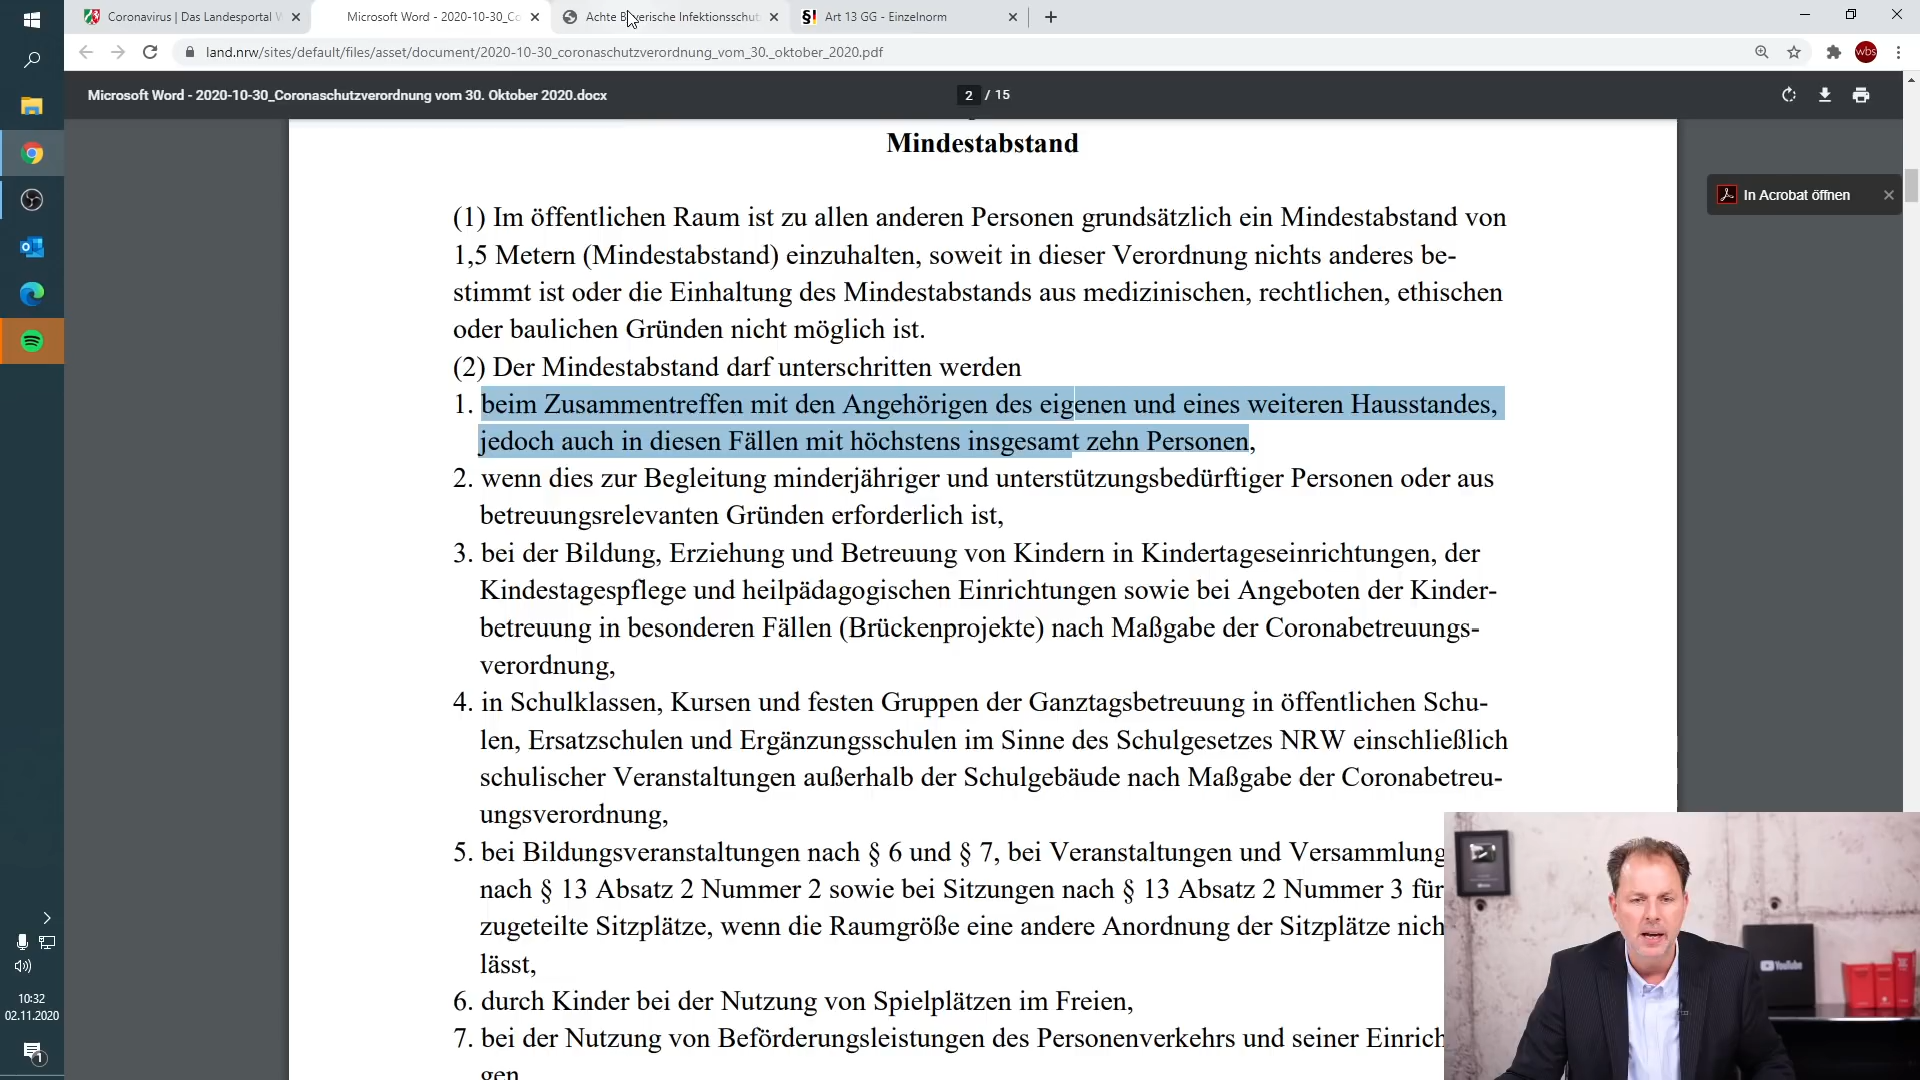 Coronavirus | Das Landesportal
Microsoft Word - 2020-10-30_Co
Achte Bayerische Infektionsschut
Art 13 GG - Einzelnorm
land.nrw/sites/default/files/asset/document/2020-10-30_coronaschutzverordnung_vom_30._oktober_2020.pdf
wbs
Microsoft Word - 2020-10-30_Coronaschutzverordnung vom 30. Oktober 2020.docx
2 / 15
In Acrobat öffnen
Mindestabstand
(1) Im öffentlichen Raum ist zu allen anderen Personen grundsätzlich ein Mindestabstand von
1,5 Metern (Mindestabstand) einzuhalten, soweit in dieser Verordnung nichts anderes be-
stimmt ist oder die Einhaltung des Mindestabstands aus medizinischen, rechtlichen, ethischen
oder baulichen Gründen nicht möglich ist.
(2) Der Mindestabstand darf unterschritten werden
1. beim Zusammentreffen mit den Angehörigen des eigenen und eines weiteren Hausstandes,
jedoch auch in diesen Fällen mit höchstens insgesamt zehn Personen,
2. wenn dies zur Begleitung minderjähriger und unterstützungsbedürftiger Personen oder aus
betreuungsrelevanten Gründen erforderlich ist,
3. bei der Bildung, Erziehung und Betreuung von Kindern in Kindertageseinrichtungen, der
Kindestagespflege und heilpädagogischen Einrichtungen sowie bei Angeboten der Kinder-
betreuung in besonderen Fällen (Brückenprojekte) nach Maßgabe der Coronabetreuungs-
verordnung,
4. in Schulklassen, Kursen und festen Gruppen der Ganztagsbetreuung in öffentlichen Schu-
len, Ersatzschulen und Ergänzungsschulen im Sinne des Schulgesetzes NRW einschließlich
schulischer Veranstaltungen außerhalb der Schulgebäude nach Maßgabe der Coronabetreu-
ungsverordnung,
5. bei Bildungsveranstaltungen nach § 6 und § 7, bei Veranstaltungen und Versammlung
nach § 13 Absatz 2 Nummer 2 sowie bei Sitzungen nach § 13 Absatz 2 Nummer 3 für
zugeteilte Sitzplätze, wenn die Raumgröße eine andere Anordnung der Sitzplätze nich
lässt,
6. durch Kinder bei der Nutzung von Spielplätzen im Freien,
7. bei der Nutzung von Beförderungsleistungen des Personenverkehrs und seiner Einrich
gen
10:32
02.11.2020
1
YouTube